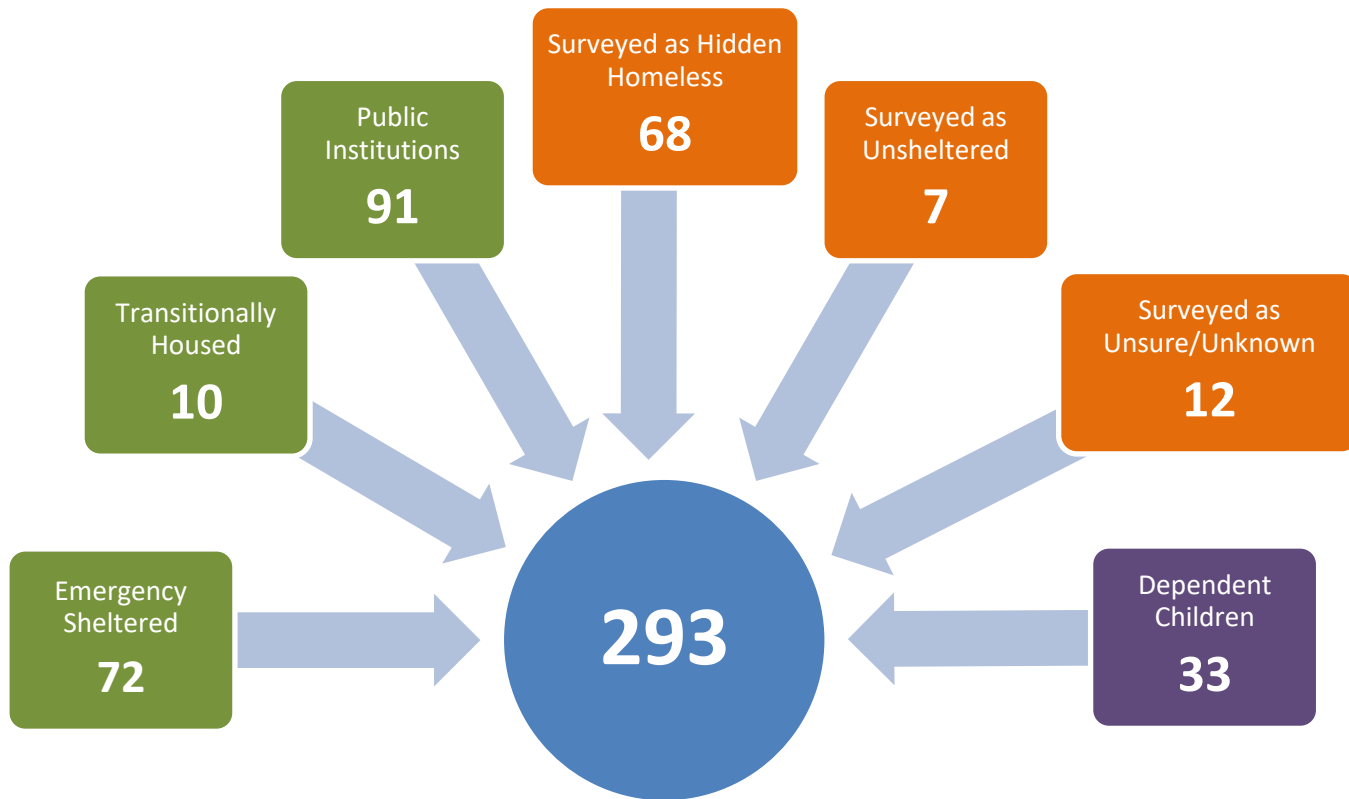 Surveyed as Hidden
Homeless
68
Public
Institutions
91
Surveyed as
Unsheltered
7
Transitionally
Housed
10
Surveyed as
Unsure/Unknown
12
Emergency
Sheltered
72
293
Dependent
Children
33